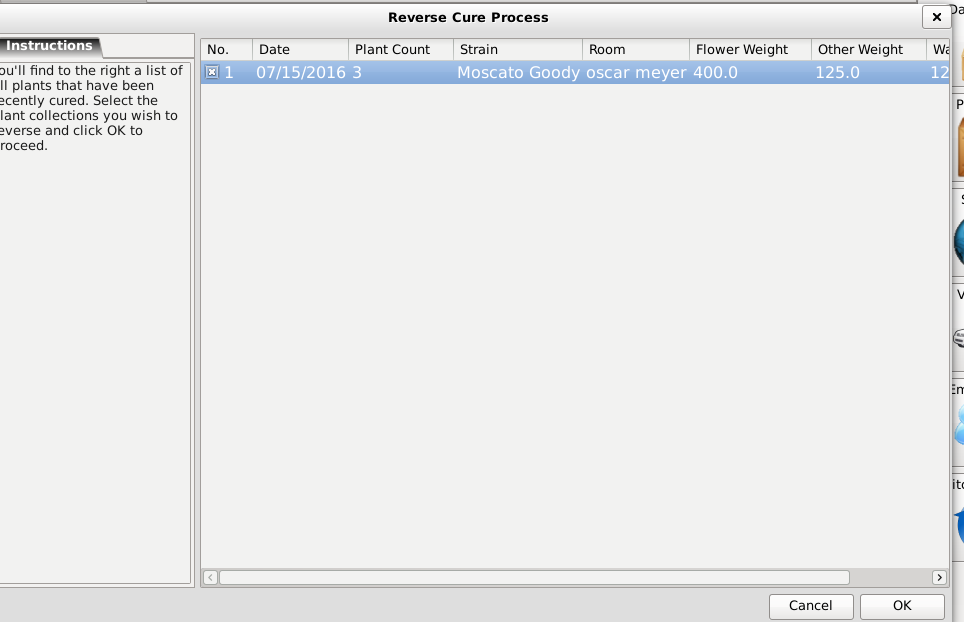 Reverse Cure Process
Instructions
ou'll find to the right a list of
ll plants that have been
ecently cured. Select the
lant collections you wish to
everse and click OK to
roceed.
No. Date Plant Count Strain Room Flower Weight Other Weight Wa
1 07/15/2016 3 Moscato Goody oscar meyer 400.0 125.0 12
Cancel OK
Da
P
S
V
Em
ito